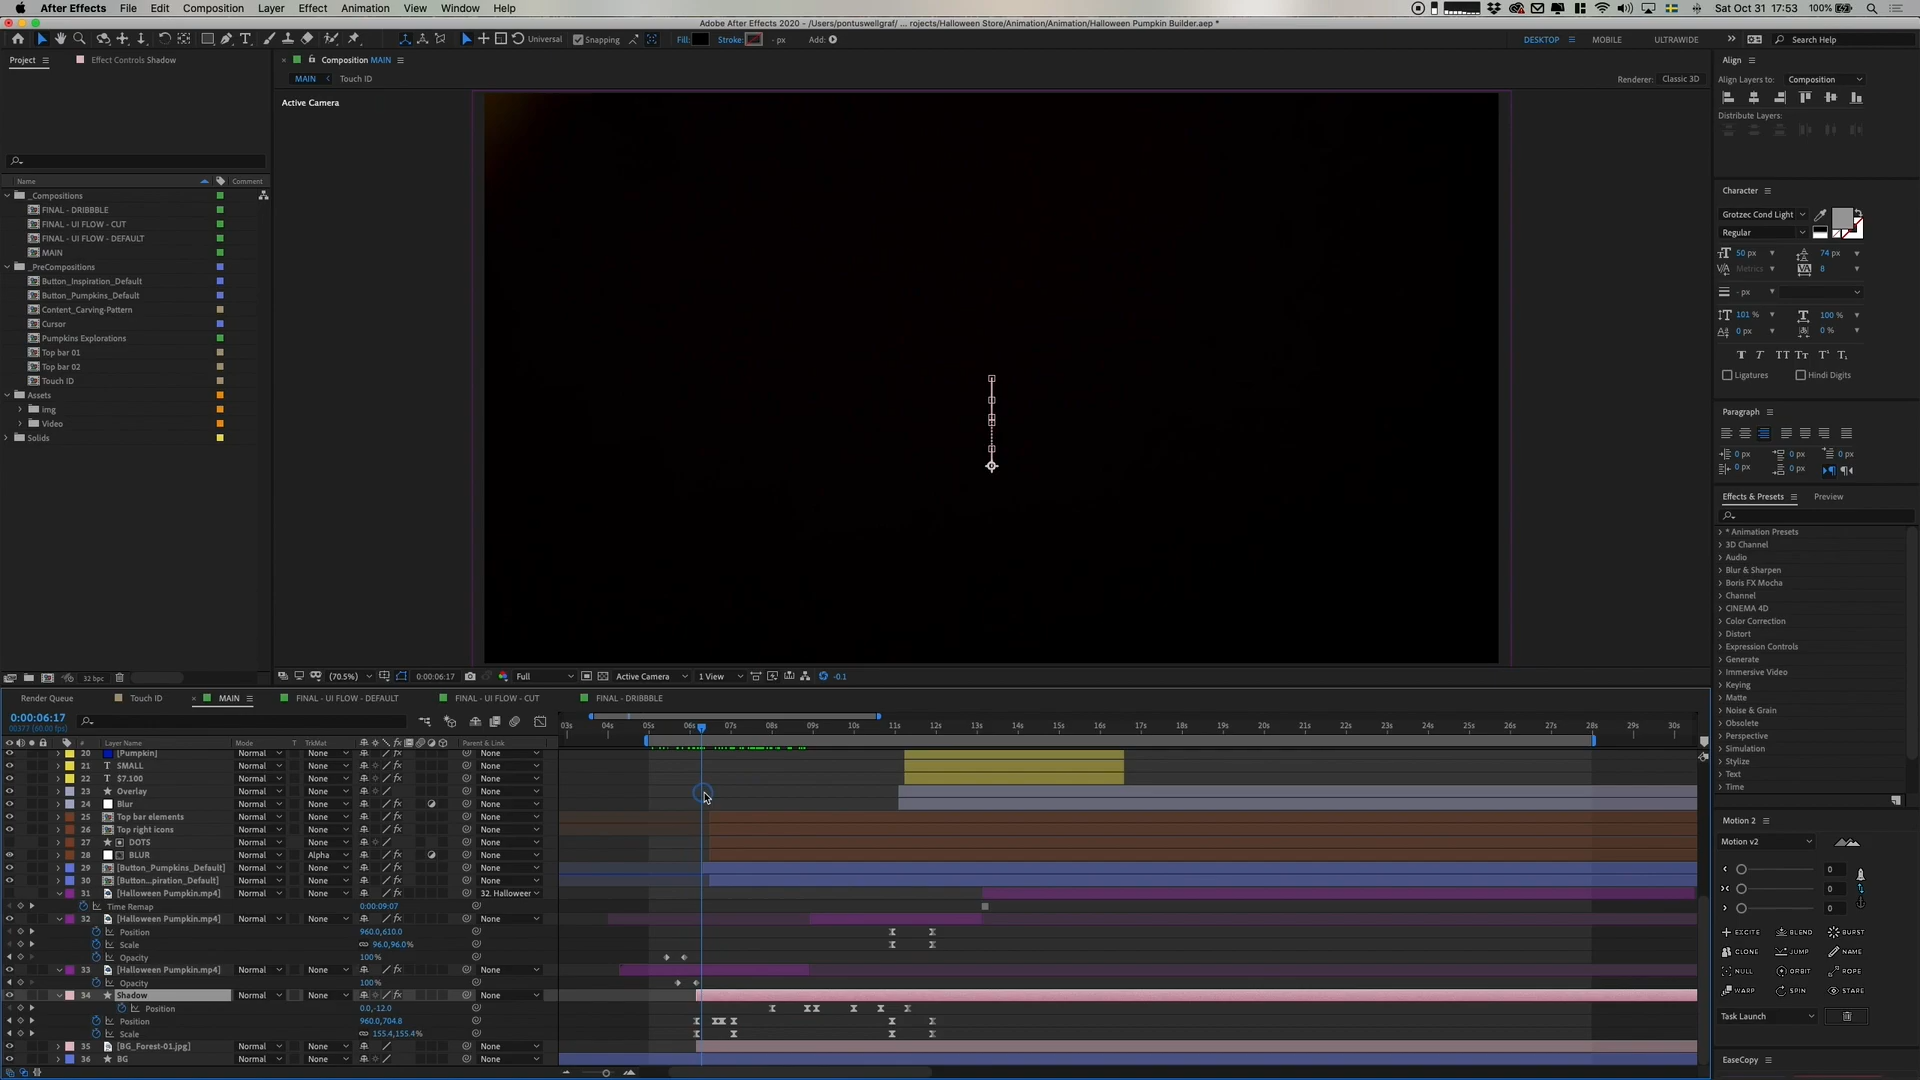 After Effects File Edit Composition Layer Effect Animation View Window Help
100% Sat Oct 31 17:53
Adobe After Effects 2020 - /Users/pontuswellgraf/ ... rojects/Halloween Store/Animation/Animation/Halloween Pumpkin Builder.aep *
Universal Snapping Fill: Stroke: - px Add: DESKTOP MOBILE ULTRAWIDE Search Help
Project Effect Controls Shadow
Composition MAIN
MAIN Touch ID
Renderer: Classic 3D
Active Camera
Name Comment
_Compositions
FINAL - DRIBBBLE
FINAL - UI FLOW - CUT
FINAL - UI FLOW - DEFAULT
MAIN
_PreCompositions
Button_Inspiration_Default
Button_Pumpkins_Default
Content_Carving-Pattern
Cursor
Pumpkins Explorations
Top bar 01
Top bar 02
Touch ID
Assets
img
Video
Solids
32 bpc
(70.5%) 0:00:06:17 Full Active Camera 1 View -0.1
Align
Align Layers to: Composition
Distribute Layers:
Character
Grotzec Cond Light
Regular
50 px 74 px
Metrics 8
- px
101 % 100 %
0 px 0 %
Ligatures Hindi Digits
Paragraph
0 px 0 px 0 px
0 px 0 px
Effects & Presets Preview
* Animation Presets
3D Channel
Audio
Blur & Sharpen
Boris FX Mocha
Channel
CINEMA 4D
Color Correction
Distort
Expression Controls
Generate
Immersive Video
Keying
Matte
Noise & Grain
Obsolete
Perspective
Simulation
Stylize
Text
Time
Motion 2
Motion v2
0
0
0
EXCITE BLEND BURST
CLONE JUMP NAME
NULL ORBIT ROPE
WARP SPIN STARE
Task Launch
EaseCopy
Render Queue Touch ID MAIN FINAL - UI FLOW - DEFAULT FINAL - UI FLOW - CUT FINAL - DRIBBBLE
0:00:06:17
00377 (60.00 fps)
03s 04s 05s 06s 07s 08s 09s 10s 11s 12s 13s 14s 15s 16s 17s 18s 19s 20s 21s 22s 23s 24s 25s 26s 27s 28s 29s 30s
# Layer Name Mode T TrkMat Parent & Link
20 [Pumpkin] Normal None None
21 SMALL Normal None None
22 $7.100 Normal None None
23 Overlay Normal None None
24 Blur Normal None None
25 Top bar elements Normal None None
26 Top right icons Normal None None
27 DOTS Normal None None
28 BLUR Normal Alpha None
29 [Button_Pumpkins_Default] Normal None None
30 [Button...piration_Default] Normal None None
31 [Halloween Pumpkin.mp4] Normal None 32. Halloween
Time Remap 0:00:09:07
32 [Halloween Pumpkin.mp4] Normal None None
Position 960.0,610.0
Scale 96.0,96.0%
Opacity 100%
33 [Halloween Pumpkin.mp4] Normal None None
Opacity 100%
34 Shadow Normal None None
Position 0.0,-12.0
Position 960.0,704.8
Scale 155.4,155.4%
35 [BG_Forest-01.jpg] Normal None None
36 BG Normal None None